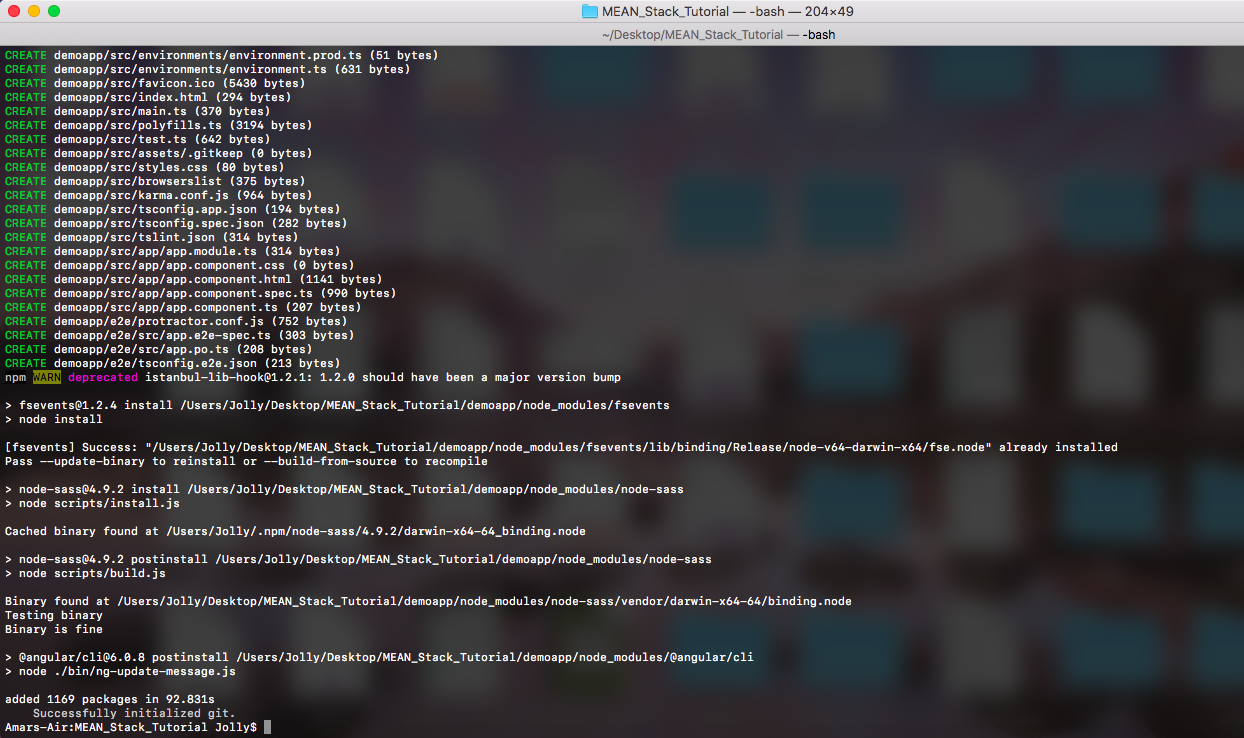 MEAN_Stack_Tutorial — -bash — 204×49
~/Desktop/MEAN_Stack_Tutorial — -bash
CREATE demoapp/src/environments/environment.prod.ts (51 bytes)
CREATE demoapp/src/environments/environment.ts (631 bytes)
CREATE demoapp/src/favicon.ico (5430 bytes)
CREATE demoapp/src/index.html (294 bytes)
CREATE demoapp/src/main.ts (370 bytes)
CREATE demoapp/src/polyfills.ts (3194 bytes)
CREATE demoapp/src/test.ts (642 bytes)
CREATE demoapp/src/assets/.gitkeep (0 bytes)
CREATE demoapp/src/styles.css (80 bytes)
CREATE demoapp/src/browserslist (375 bytes)
CREATE demoapp/src/karma.conf.js (964 bytes)
CREATE demoapp/src/tsconfig.app.json (194 bytes)
CREATE demoapp/src/tsconfig.spec.json (282 bytes)
CREATE demoapp/src/tslint.json (314 bytes)
CREATE demoapp/src/app/app.module.ts (314 bytes)
CREATE demoapp/src/app/app.component.css (0 bytes)
CREATE demoapp/src/app/app.component.html (1141 bytes)
CREATE demoapp/src/app/app.component.spec.ts (990 bytes)
CREATE demoapp/src/app/app.component.ts (207 bytes)
CREATE demoapp/e2e/protractor.conf.js (752 bytes)
CREATE demoapp/e2e/src/app.e2e-spec.ts (303 bytes)
CREATE demoapp/e2e/src/app.po.ts (208 bytes)
CREATE demoapp/e2e/tsconfig.e2e.json (213 bytes)
npm WARN deprecated istanbul-lib-hook@1.2.1: 1.2.0 should have been a major version bump
> fsevents@1.2.4 install /Users/Jolly/Desktop/MEAN_Stack_Tutorial/demoapp/node_modules/fsevents
> node install
[fsevents] Success: "/Users/Jolly/Desktop/MEAN_Stack_Tutorial/demoapp/node_modules/fsevents/lib/binding/Release/node-v64-darwin-x64/fse.node" already installed
Pass --update-binary to reinstall or --build-from-source to recompile
> node-sass@4.9.2 install /Users/Jolly/Desktop/MEAN_Stack_Tutorial/demoapp/node_modules/node-sass
> node scripts/install.js
Cached binary found at /Users/Jolly/.npm/node-sass/4.9.2/darwin-x64-64_binding.node
> node-sass@4.9.2 postinstall /Users/Jolly/Desktop/MEAN_Stack_Tutorial/demoapp/node_modules/node-sass
> node scripts/build.js
Binary found at /Users/Jolly/Desktop/MEAN_Stack_Tutorial/demoapp/node_modules/node-sass/vendor/darwin-x64-64/binding.node
Testing binary
Binary is fine
> @angular/cli@6.0.8 postinstall /Users/Jolly/Desktop/MEAN_Stack_Tutorial/demoapp/node_modules/@angular/cli
> node ./bin/ng-update-message.js
added 1169 packages in 92.831s
Successfully initialized git.
Amars-Air:MEAN_Stack_Tutorial Jolly$